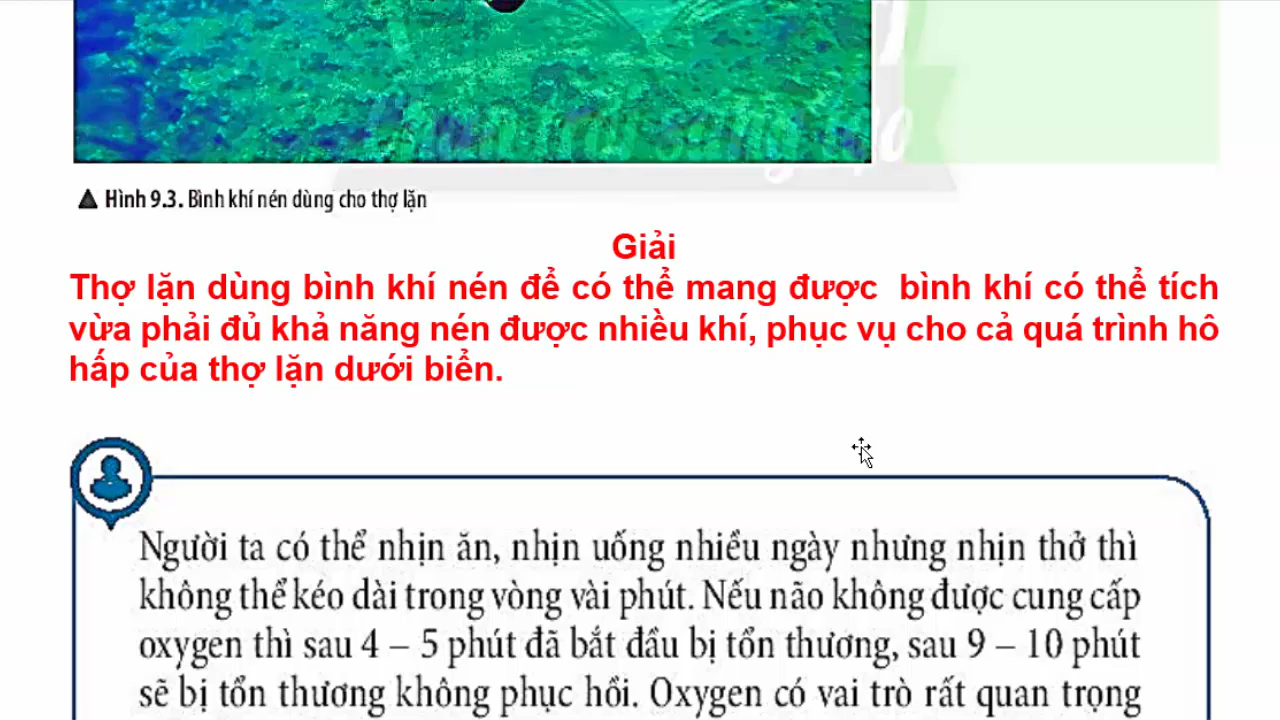 Chân trời sáng tạo
Hình 9.3. Bình khí nén dùng cho thợ lặn
Giải
Thợ lặn dùng bình khí nén để có thể mang được bình khí có thể tích
vừa phải đủ khả năng nén được nhiều khí, phục vụ cho cả quá trình hô
hấp của thợ lặn dưới biển.
Người ta có thể nhịn ăn, nhịn uống nhiều ngày nhưng nhịn thở thì
không thể kéo dài trong vòng vài phút. Nếu não không được cung cấp
oxygen thì sau 4 – 5 phút đã bắt đầu bị tổn thương, sau 9 – 10 phút
sẽ bị tổn thương không phục hồi. Oxygen có vai trò rất quan trọng